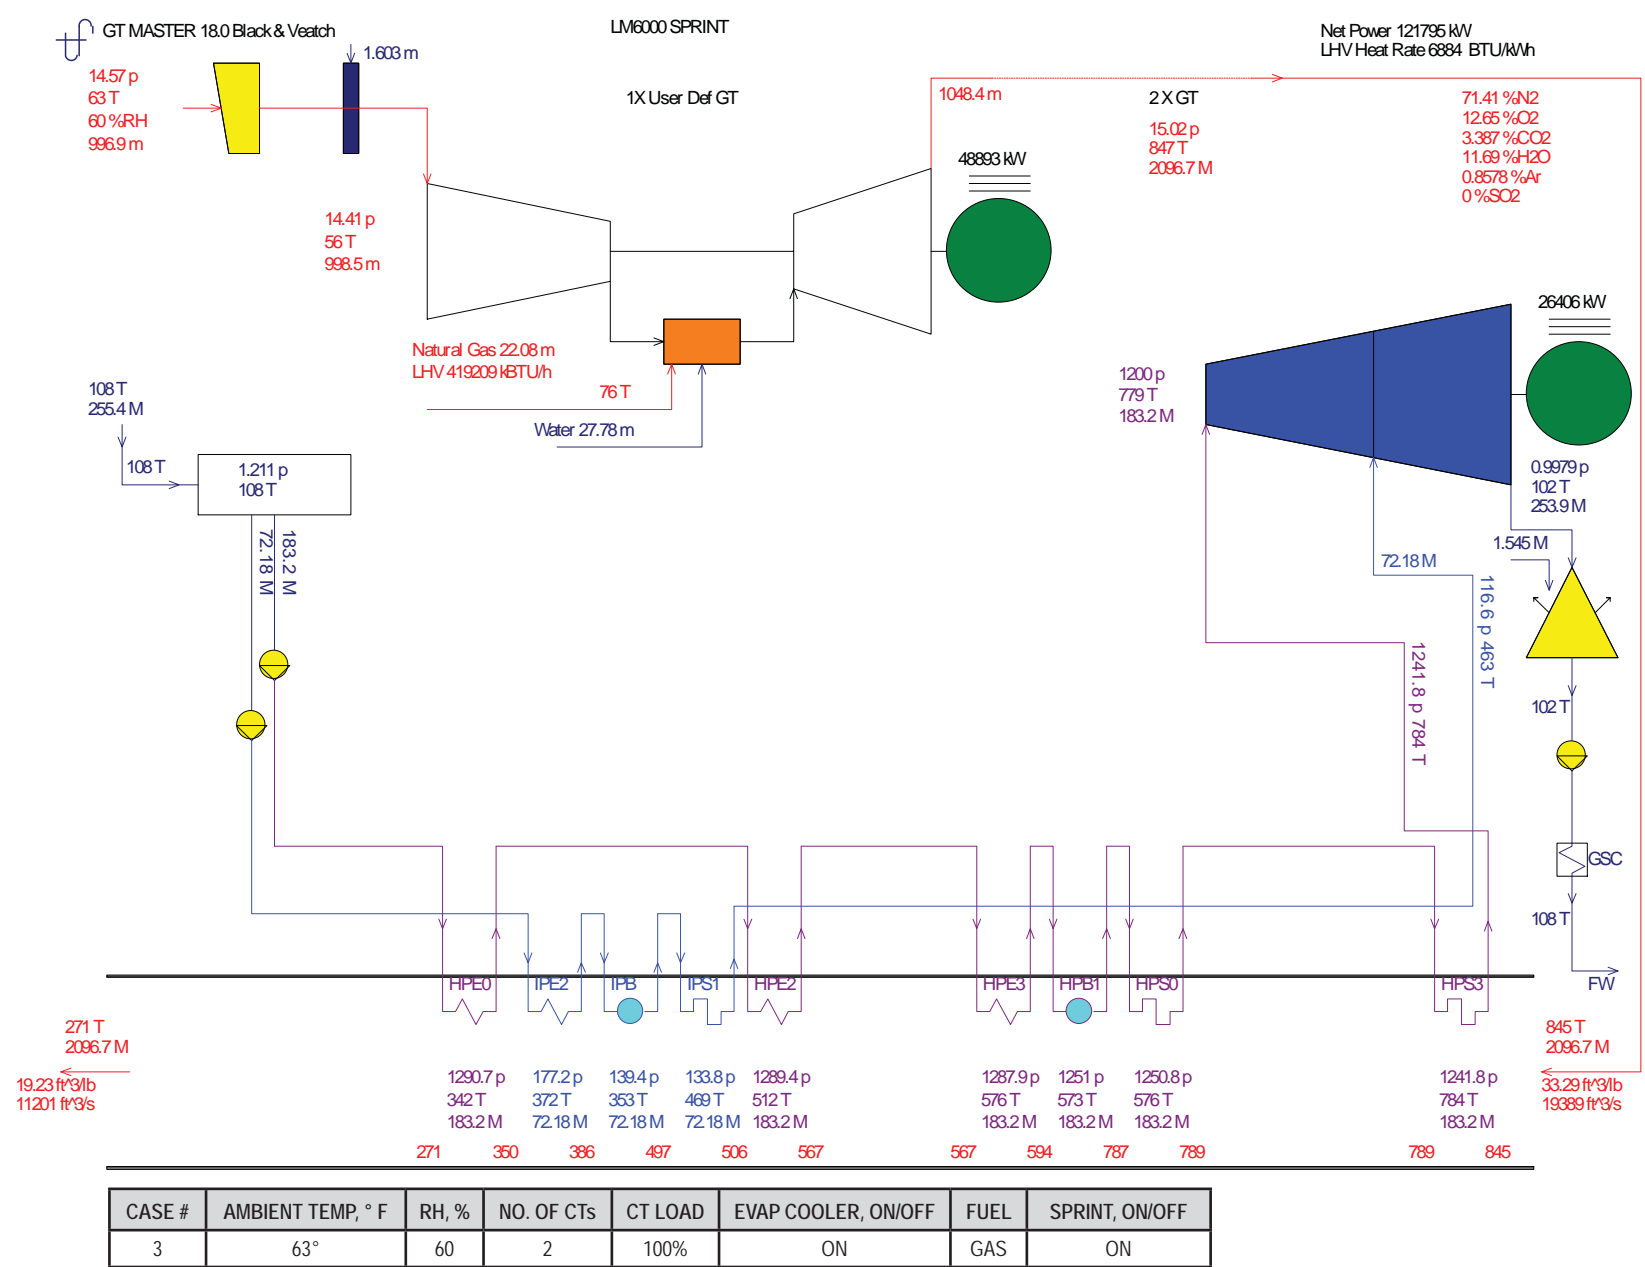 GT MASTER 18.0 Black & Veatch
LM6000 SPRINT
Net Power 121795 kW
LHV Heat Rate 6884 BTU/kWh
1X User Def GT
1.603 m
14.57 p
63 T
60 %RH
996.9 m
14.41 p
56 T
998.5 m
1048.4 m
48893 kW
2 X GT
15.02 p
847 T
2096.7 M
71.41 %N2
12.65 %O2
3.387 %CO2
11.69 %H2O
0.8578 %Ar
0 %SO2
Natural Gas 22.08 m
LHV 419209 kBTU/h
76 T
Water 27.78 m
26406 kW
1200 p
779 T
183.2 M
0.9979 p
102 T
253.9 M
1.545 M
72.18 M
116.6 p 463 T
1241.8 p 784 T
102 T
GSC
108 T
FW
108 T
255.4 M
108 T
1.211 p
108 T
72.18 M
183.2 M
HPE0
IPE2
IPB
IPS1
HPE2
HPE3
HPB1
HPS0
HPS3
271 T
2096.7 M
19.23 ft^3/lb
11201 ft^3/s
845 T
2096.7 M
33.29 ft^3/lb
19389 ft^3/s
1290.7 p 177.2 p 139.4 p 133.8 p 1289.4 p 1287.9 p 1251 p 1250.8 p 1241.8 p
342 T 372 T 353 T 469 T 512 T 576 T 573 T 576 T 784 T
183.2 M 72.18 M 72.18 M 72.18 M 183.2 M 183.2 M 183.2 M 183.2 M 183.2 M
271 350 386 497 506 567 567 594 787 789 789 845
CASE # AMBIENT TEMP, ° F RH, % NO. OF CTs CT LOAD EVAP COOLER, ON/OFF FUEL SPRINT, ON/OFF
3 63° 60 2 100% ON GAS ON